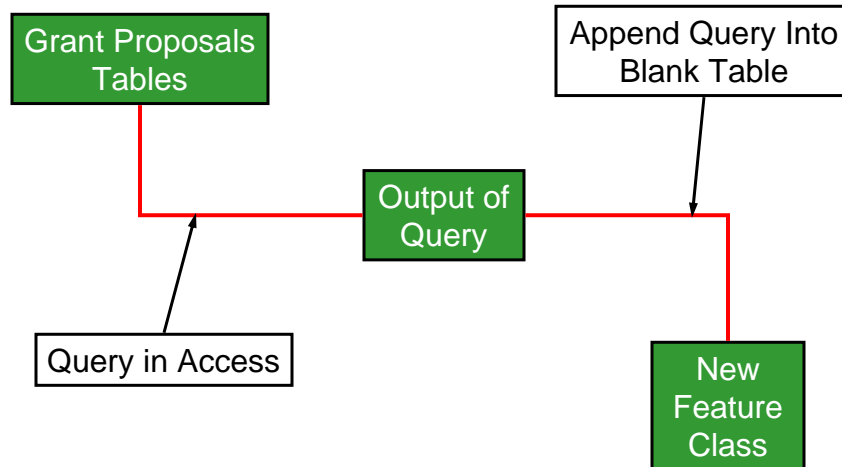 Grant Proposals
Tables
Append Query Into
Blank Table
Output of
Query
Query in Access
New
Feature
Class